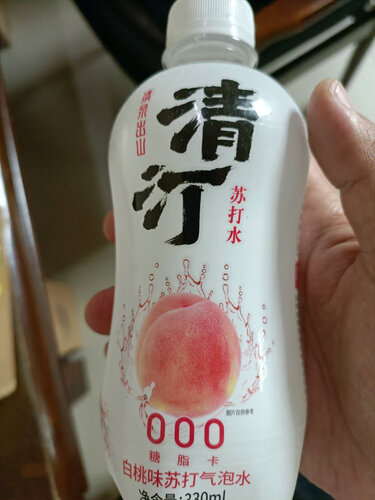 清泉出山
清汀
苏打水
图片仅供参考
000
糖 脂 卡
白桃味苏打气泡水
净含量:330ml